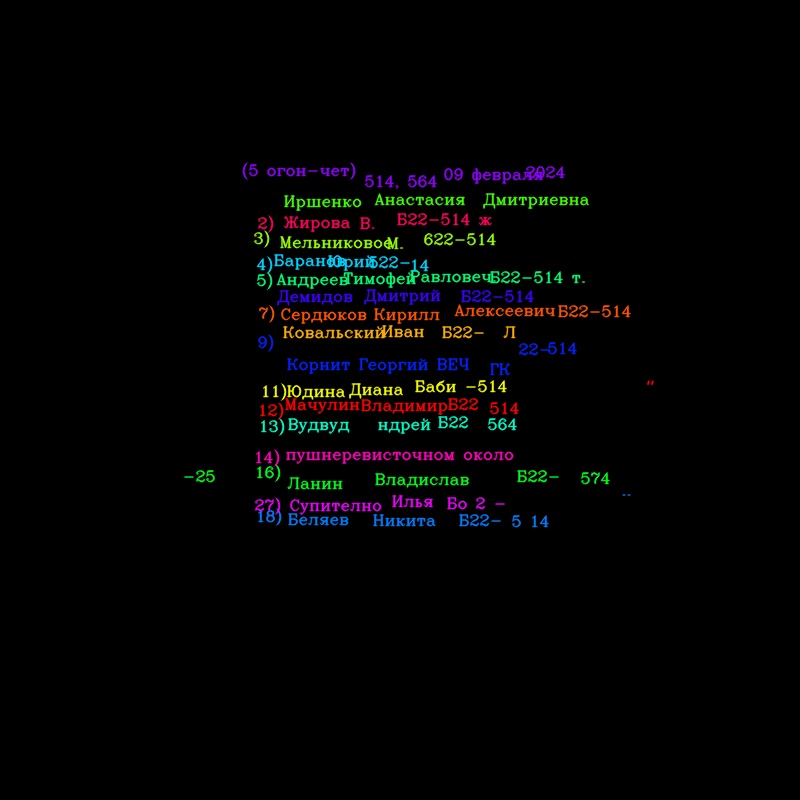 (5 огон-чет) 514, 564 09 февраля 2024
Иршенко Анастасия Дмитриевна
2) Жирова В. Б22-514 ж
3) Мельниковое М. 622-514
4) Баранов Юрий Б22-14
5) Андреев Тимофей Равловеч Б22-514 т.
Демидов Дмитрий Б22-514
7) Сердюков Кирилл Алексеевич Б22-514
Ковальский Иван Б22- Л
9) 22-514
Корнит Георгий ВЕЧ ГК
11) Юдина Диана Баби -514 "
12) Мачулин Владимир Б22 514
13) Вудвуд ндрей Б22 564
14) пушнеревисточном около
-25 16) Ланин Владислав Б22- 574
27) Супително Илья Бо 2 -
18) Беляев Никита Б22- 5 14